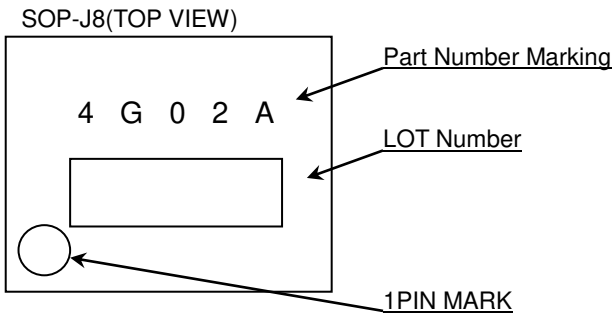 SOP-J8(TOP VIEW)
Part Number Marking
4 G 0 2 A
LOT Number
1PIN MARK